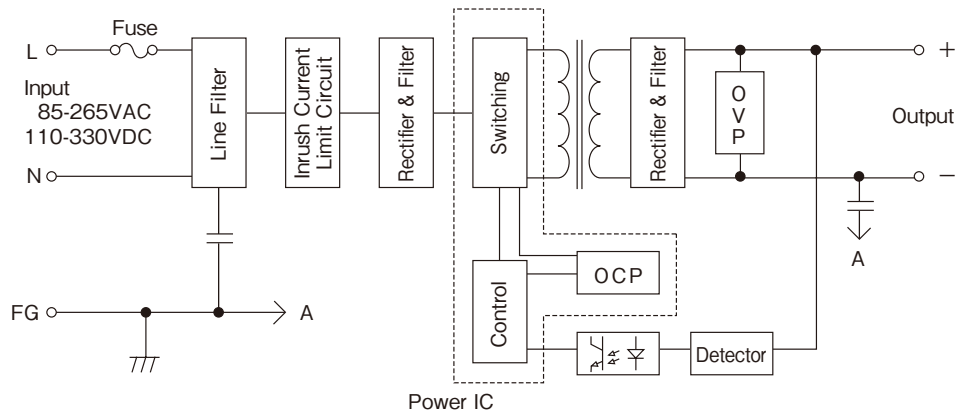 Fuse
L
Input
85-265VAC
110-330VDC
N
FG
A
Line Filter
Inrush Current
Limit Circuit
Rectifier & Filter
Switching
Control
OCP
Power IC
Rectifier & Filter
OVP
Detector
+
Output
−
A